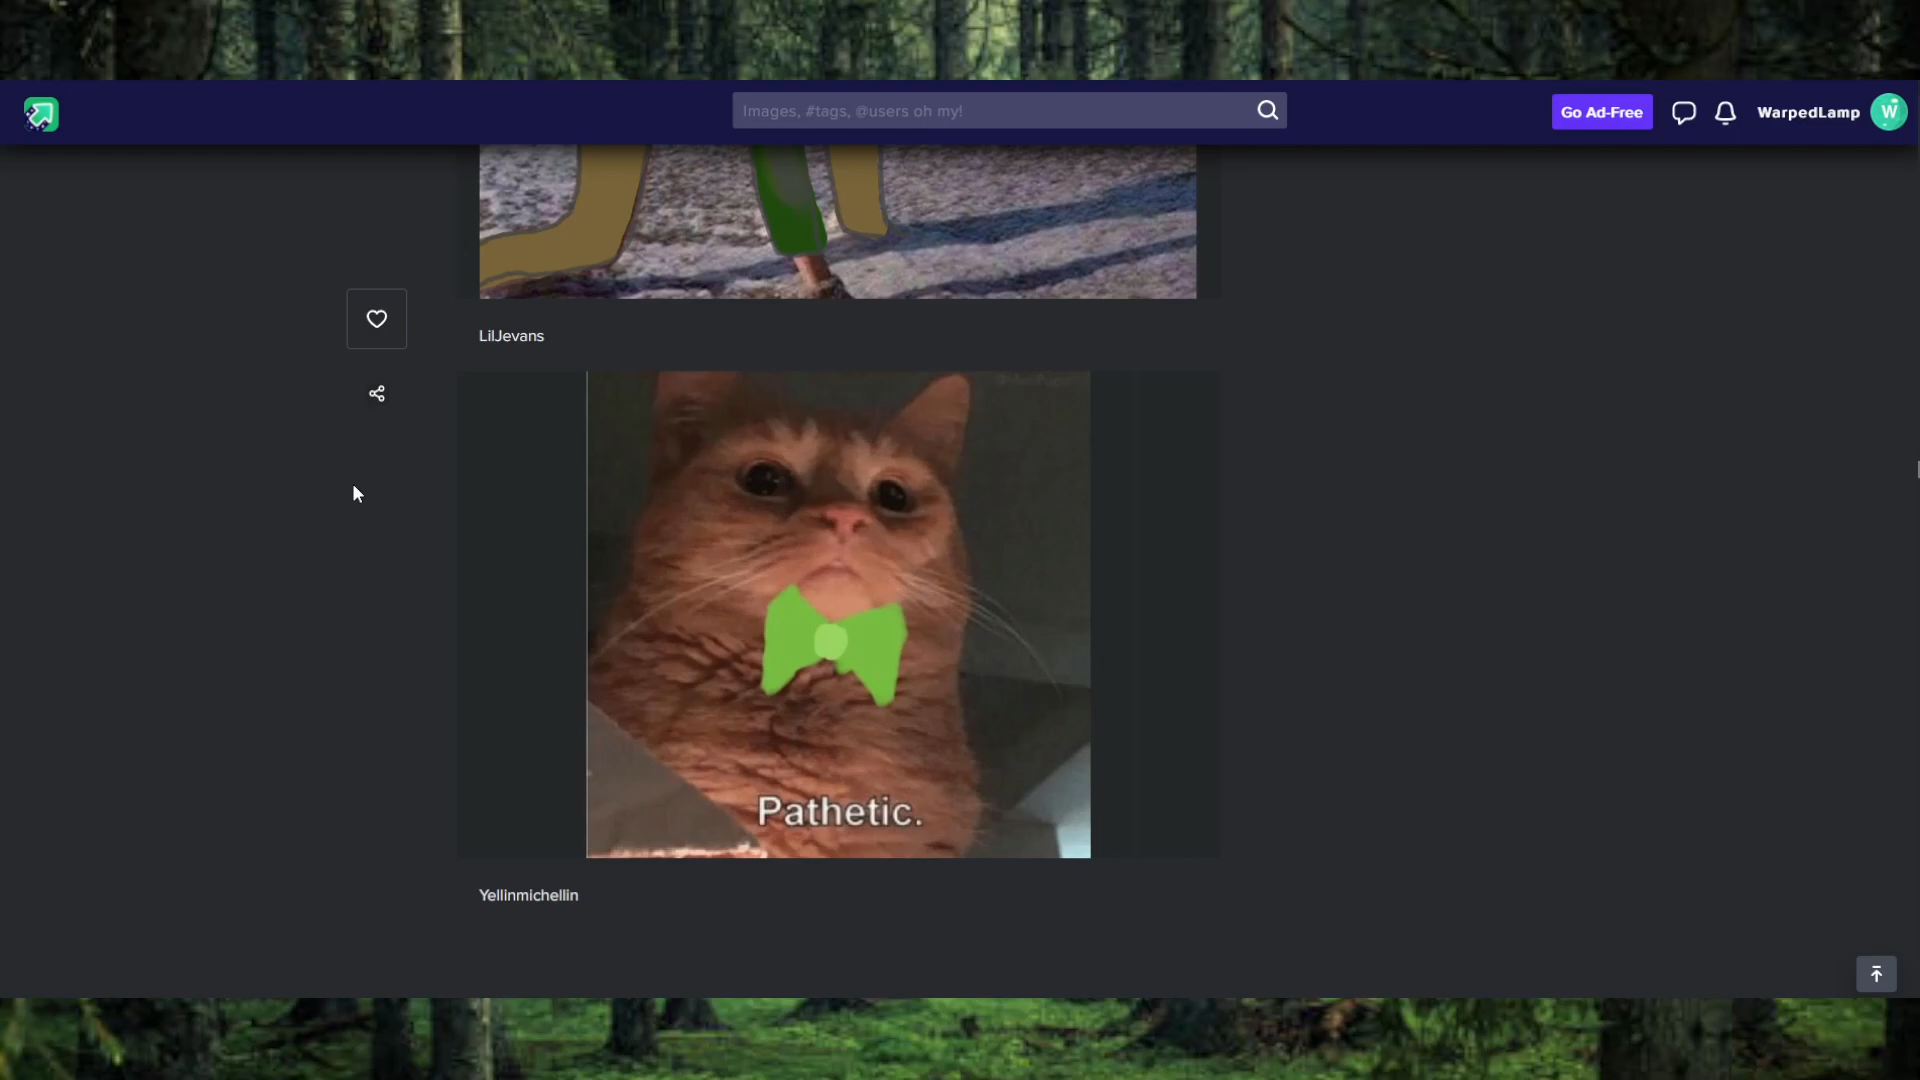 Images, #tags, @users oh my!
Go Ad-Free
WarpedLamp
W
LilJevans
Pathetic.
Yellinmichellin